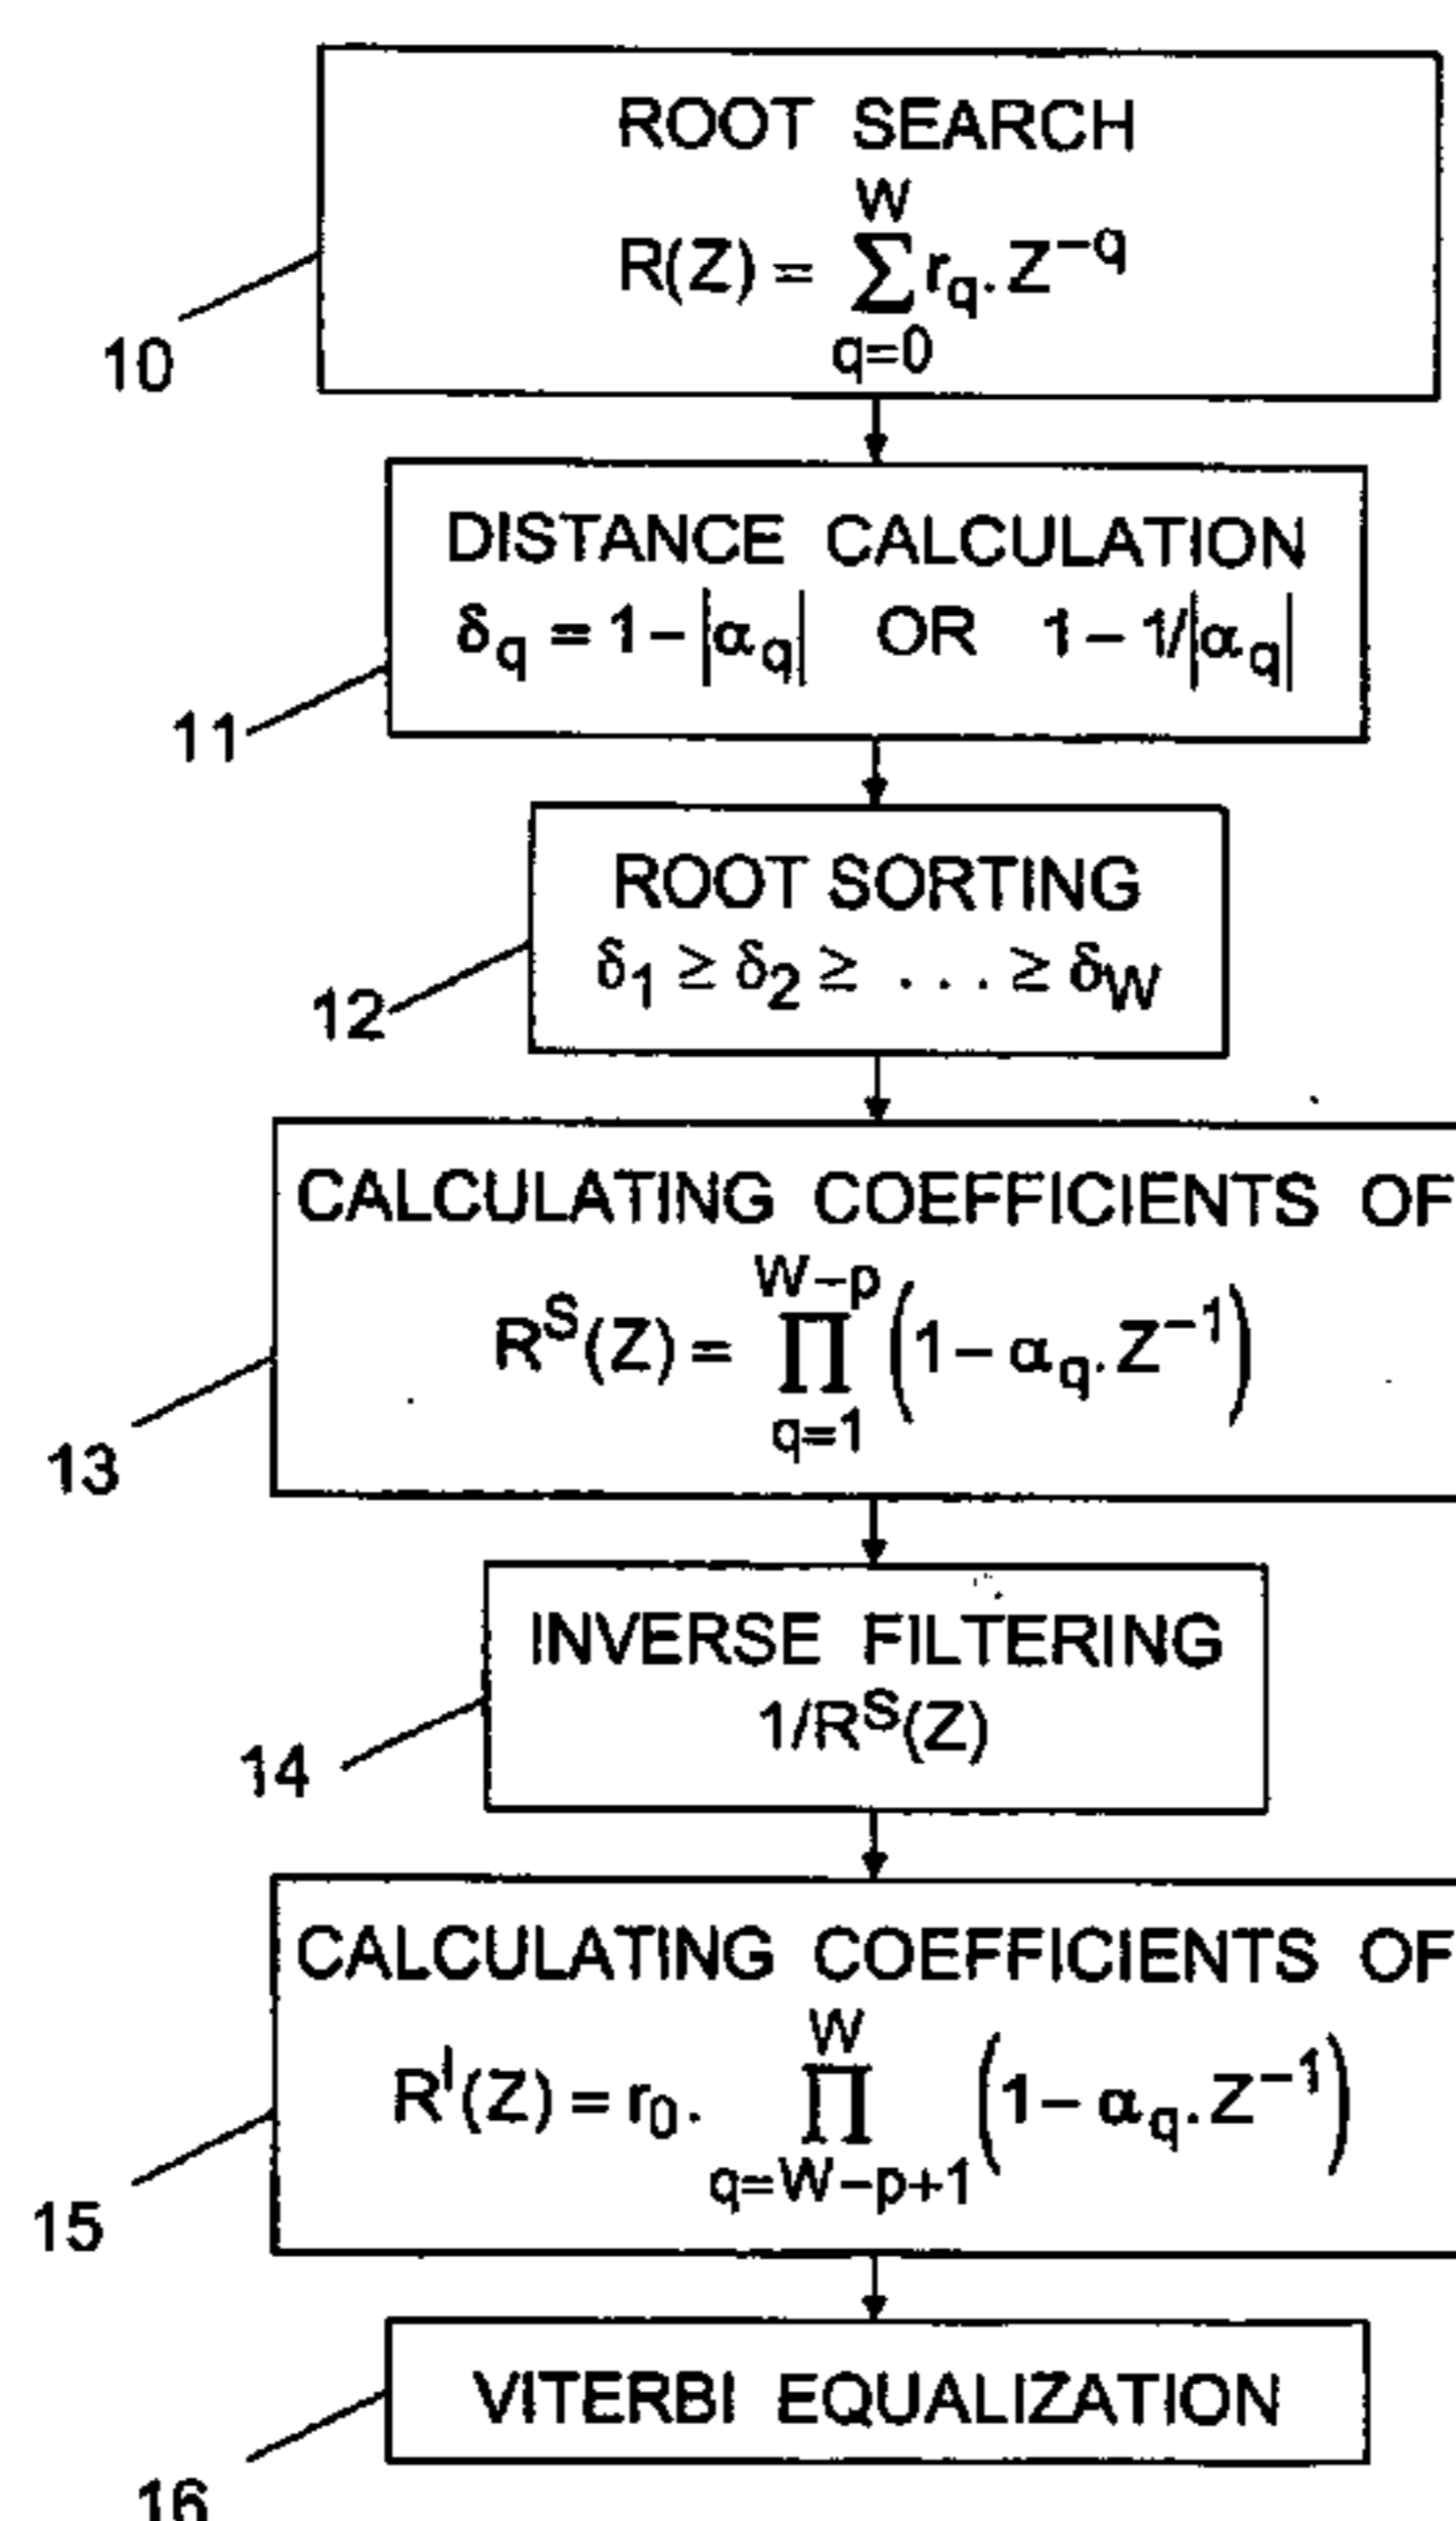 ROOT SEARCH
W
R(Z) = Σ r_q . Z^{-q}
q=0
10
DISTANCE CALCULATION
δ_q = 1 − |α_q| OR 1 − 1/|α_q|
11
ROOT SORTING
δ_1 ≥ δ_2 ≥ . . . ≥ δ_W
12
CALCULATING COEFFICIENTS OF
W−p
R^S(Z) = ∏ (1 − α_q . Z^{-1})
q=1
13
INVERSE FILTERING
1/R^S(Z)
14
CALCULATING COEFFICIENTS OF
W
R^I(Z) = r_0 . ∏ (1 − α_q . Z^{-1})
q=W−p+1
15
VITERBI EQUALIZATION
16